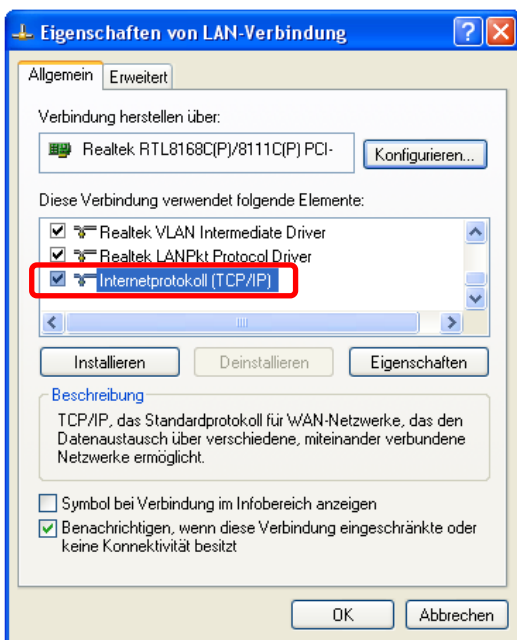 Eigenschaften von LAN-Verbindung
Allgemein Erweitert
Verbindung herstellen über:
Realtek RTL8168C(P)/8111C(P) PCI- Konfigurieren...
Diese Verbindung verwendet folgende Elemente:
Realtek VLAN Intermediate Driver
Realtek LANPkt Protocol Driver
Internetprotokoll (TCP/IP)
Installieren Deinstallieren Eigenschaften
Beschreibung
TCP/IP, das Standardprotokoll für WAN-Netzwerke, das den
Datenaustausch über verschiedene, miteinander verbundene
Netzwerke ermöglicht.
Symbol bei Verbindung im Infobereich anzeigen
Benachrichtigen, wenn diese Verbindung eingeschränkte oder
keine Konnektivität besitzt
OK Abbrechen